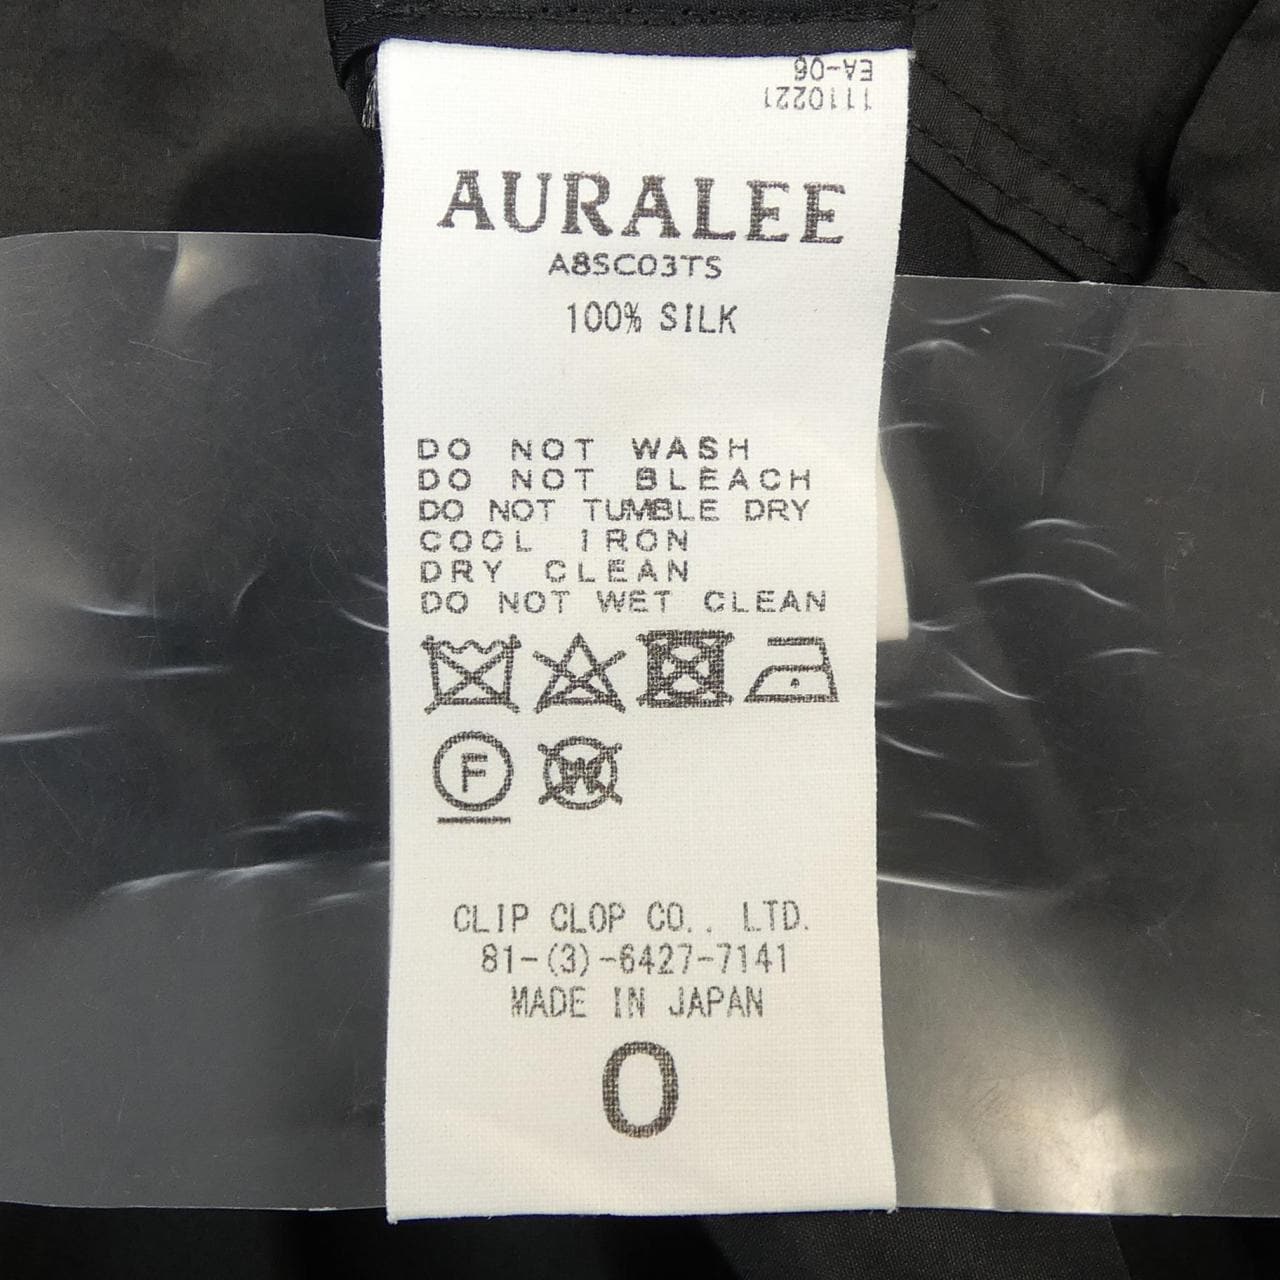 EA-06
1110221
AURALEE
A8SC03TS
100% SILK
DO NOT WASH
DO NOT BLEACH
DO NOT TUMBLE DRY
COOL IRON
DRY CLEAN
DO NOT WET CLEAN
F W
CLIP CLOP CO., LTD.
81-(3)-6427-7141
MADE IN JAPAN
0